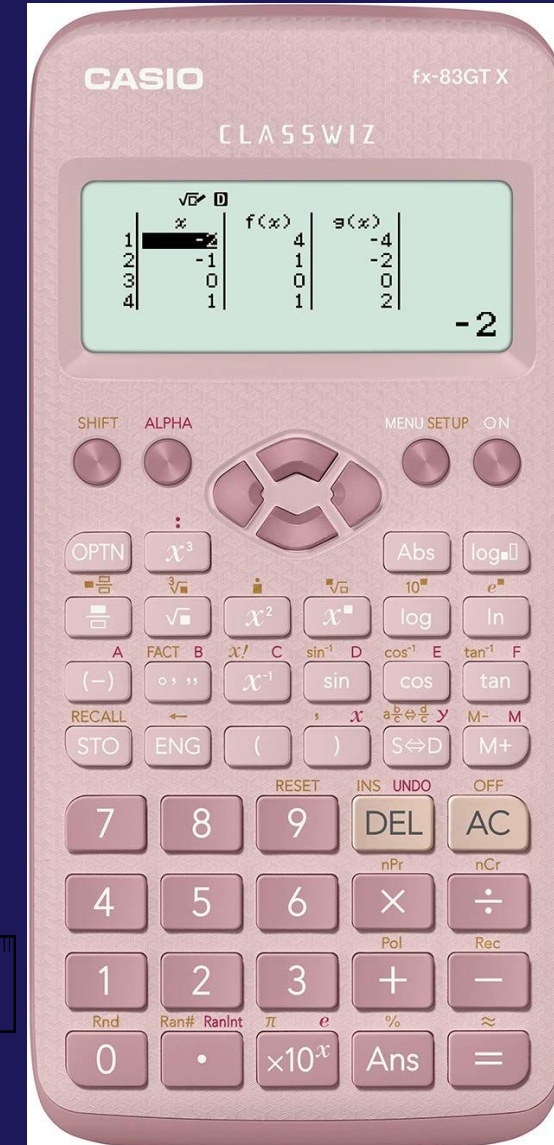 CASIO fx-83GT X
CLASSWIZ
√□ D
x f(x) g(x)
1 -2 4 -4
2 -1 1 -2
3 0 0 0
4 1 1 2
-2
SHIFT ALPHA MENU SETUP ON
:
OPTN x³ Abs log■□
³√■ ■√□ 10■ e■
√■ x² x■ log ln
A FACT B x! C sin⁻¹ D cos⁻¹ E tan⁻¹ F
(−) ° ’ ” x⁻¹ sin cos tan
RECALL ← , x a b/c⇔d/c y M− M
STO ENG ( ) S⇔D M+
RESET INS UNDO OFF
7 8 9 DEL AC
nPr nCr
4 5 6 × ÷
Pol Rec
1 2 3 + −
Rnd Ran# RanInt π e % ≈
0 • ×10ˣ Ans =